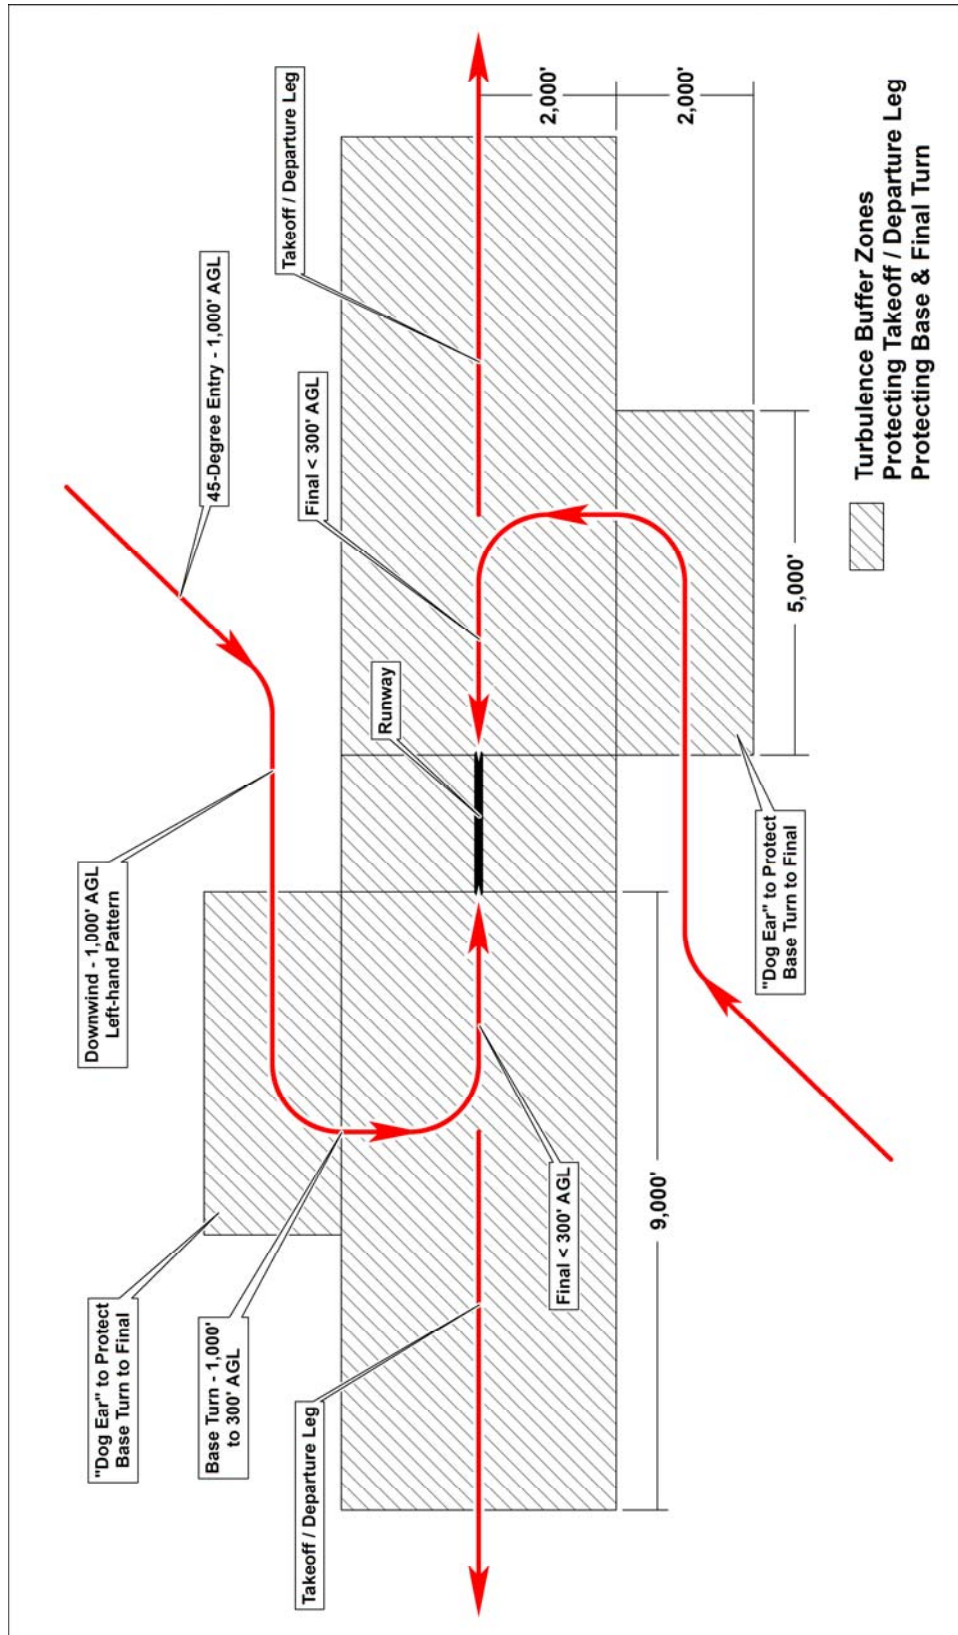 "Dog Ear" to Protect
Base Turn to Final
Base Turn - 1,000'
to 300' AGL
Takeoff / Departure Leg
Downwind - 1,000' AGL
Left-hand Pattern
45-Degree Entry - 1,000' AGL
Final < 300' AGL
Runway
Final < 300' AGL
Takeoff / Departure Leg
2,000'
2,000'
9,000'
"Dog Ear" to Protect
Base Turn to Final
5,000'
Turbulence Buffer Zones
Protecting Takeoff / Departure Leg
Protecting Base & Final Turn